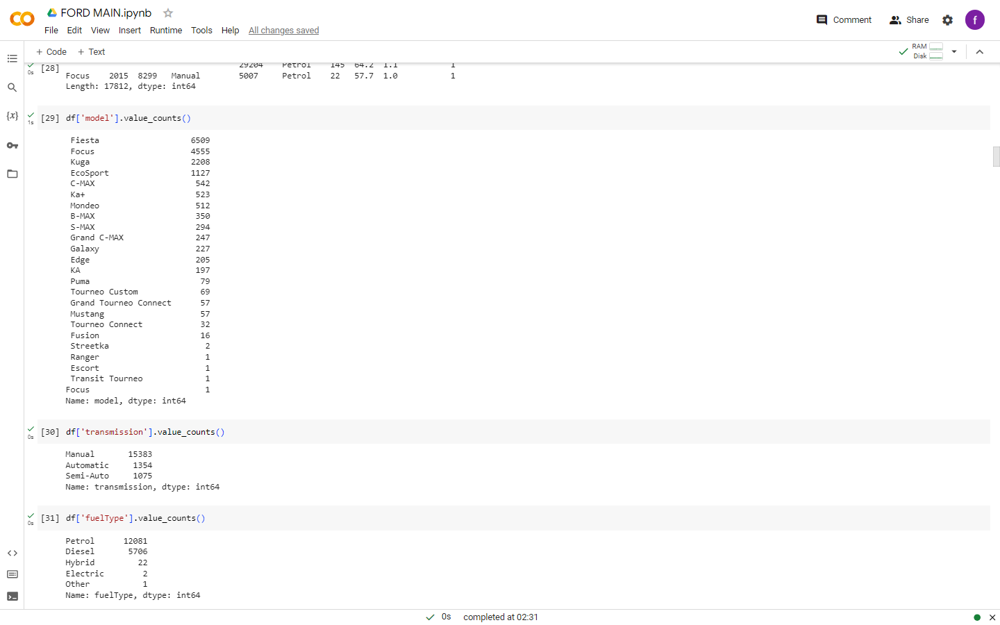 FORD MAIN.ipynb
File Edit View Insert Runtime Tools Help All changes saved
Comment Share f
+ Code + Text
RAM
Disk
0s
[28] 29204 Petrol 145 64.2 1.1 1
Focus 2015 8299 Manual 5007 Petrol 22 57.7 1.0 1
Length: 17812, dtype: int64
{x}
1s
[29] df['model'].value_counts()
Fiesta 6509
Focus 4555
Kuga 2208
EcoSport 1127
C-MAX 542
Ka+ 523
Mondeo 512
B-MAX 350
S-MAX 294
Grand C-MAX 247
Galaxy 227
Edge 205
KA 197
Puma 79
Tourneo Custom 69
Grand Tourneo Connect 57
Mustang 57
Tourneo Connect 32
Fusion 16
Streetka 2
Ranger 1
Escort 1
Transit Tourneo 1
Focus 1
Name: model, dtype: int64
0s
[30] df['transmission'].value_counts()
Manual 15383
Automatic 1354
Semi-Auto 1075
Name: transmission, dtype: int64
0s
[31] df['fuelType'].value_counts()
Petrol 12081
Diesel 5706
Hybrid 22
Electric 2
Other 1
Name: fuelType, dtype: int64
0s completed at 02:31